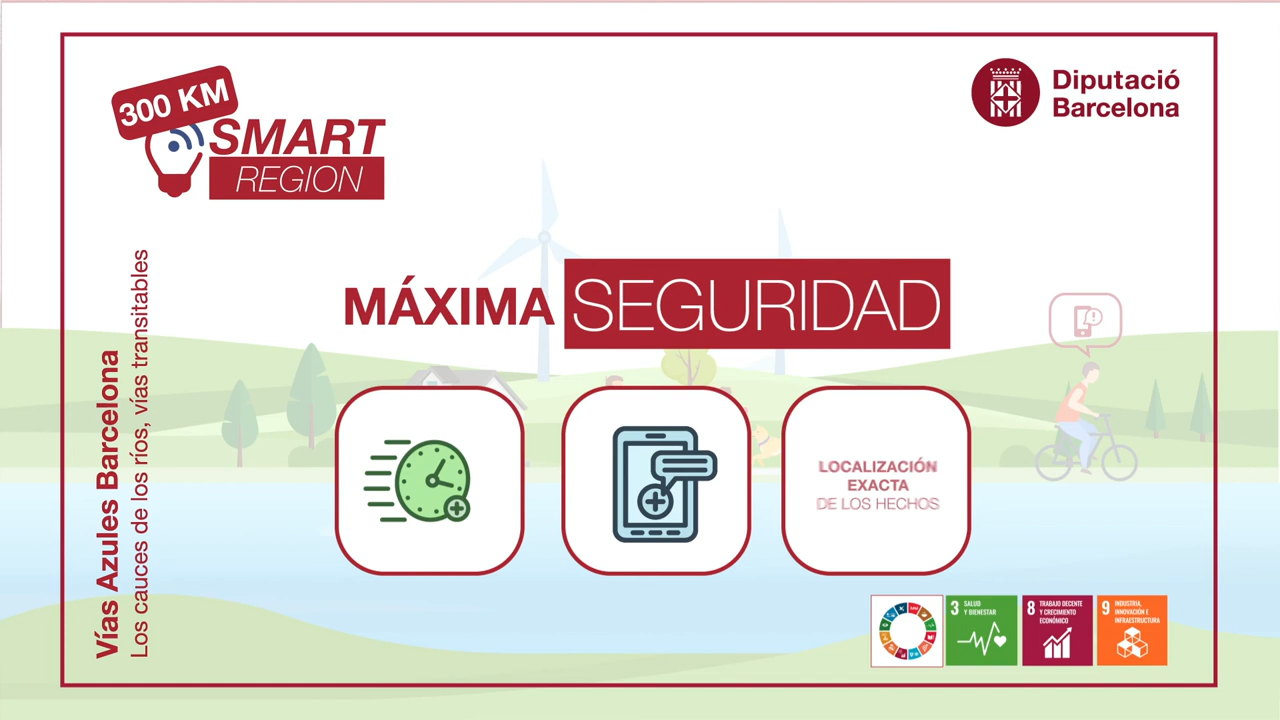 300 KM
SMART
REGION
Diputació
Barcelona
MÁXIMA SEGURIDAD
Vías Azules Barcelona
Los cauces de los ríos, vías transitables
LOCALIZACIÓN
EXACTA
DE LOS HECHOS
3 SALUD
Y BIENESTAR
8 TRABAJO DECENTE
Y CRECIMIENTO
ECONÓMICO
9 INDUSTRIA,
INNOVACIÓN E
INFRAESTRUCTURA